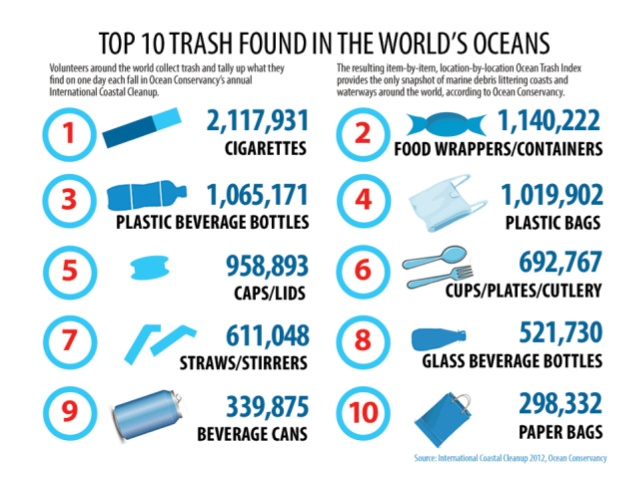 TOP 10 TRASH FOUND IN THE WORLD'S OCEANS
Volunteers around the world collect trash and tally up what they
find on one day each fall in Ocean Conservancy's annual
International Coastal Cleanup.
The resulting item-by-item, location-by-location Ocean Trash Index
provides the only snapshot of marine debris littering coasts and
waterways around the world, according to Ocean Conservancy.
1
2,117,931
CIGARETTES
2
1,140,222
FOOD WRAPPERS/CONTAINERS
3
1,065,171
PLASTIC BEVERAGE BOTTLES
4
1,019,902
PLASTIC BAGS
5
958,893
CAPS/LIDS
6
692,767
CUPS/PLATES/CUTLERY
7
611,048
STRAWS/STIRRERS
8
521,730
GLASS BEVERAGE BOTTLES
9
339,875
BEVERAGE CANS
10
298,332
PAPER BAGS
Source: International Coastal Cleanup 2012, Ocean Conservancy